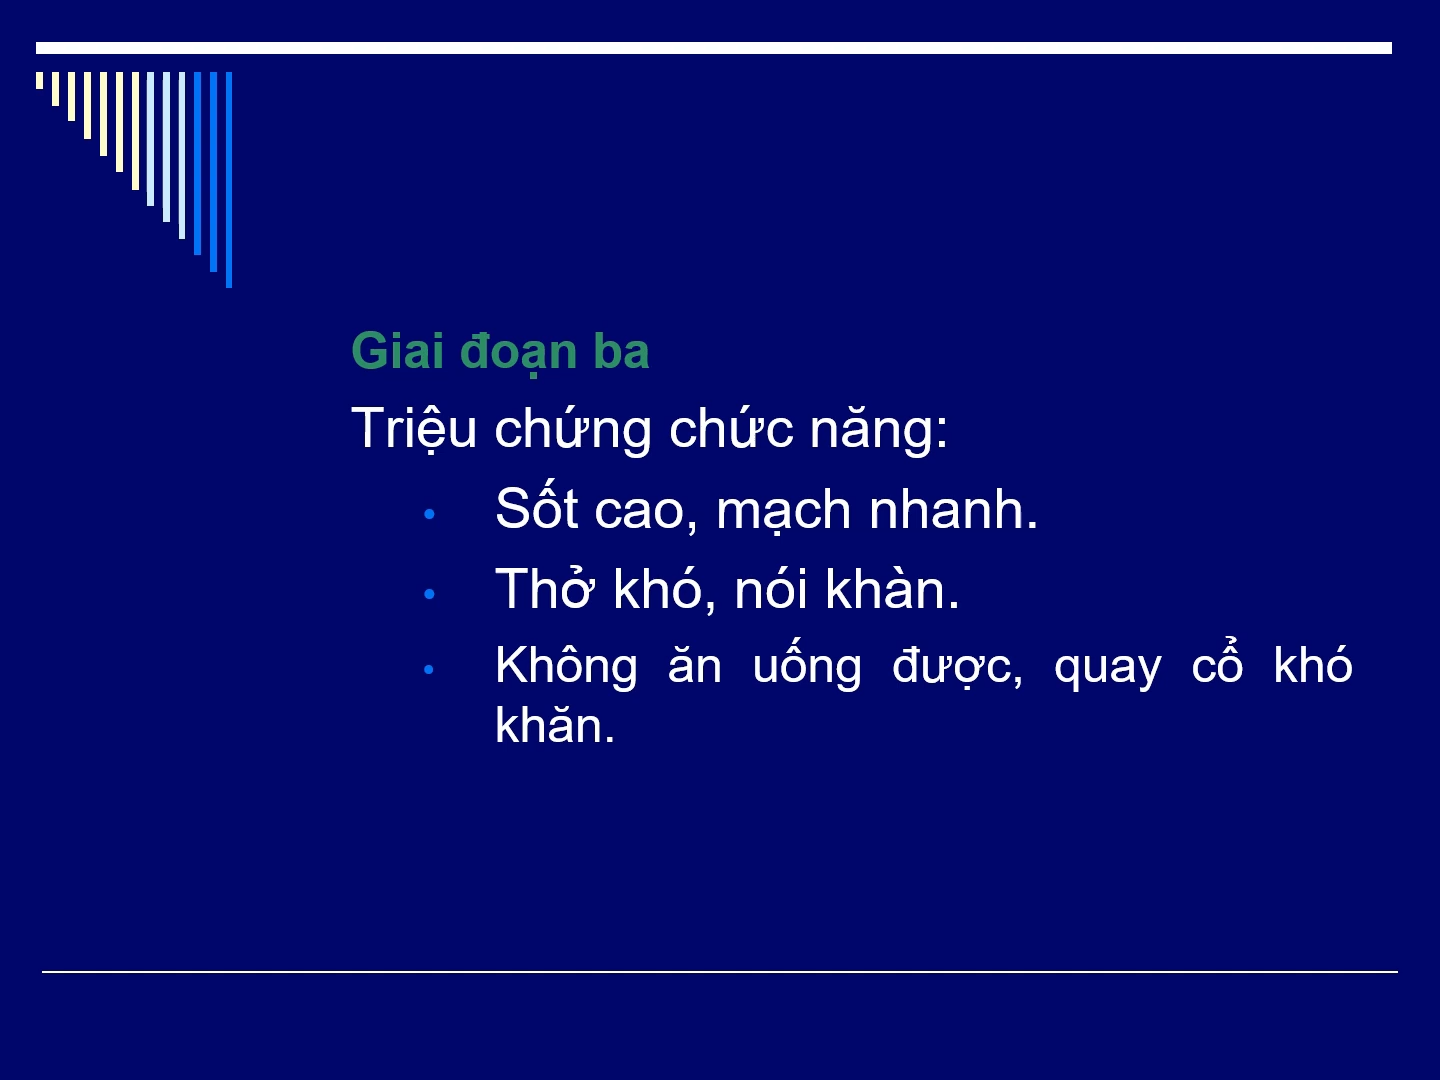 Giai đoạn ba
Triệu chứng chức năng:
• Sốt cao, mạch nhanh.
• Thở khó, nói khàn.
• Không ăn uống được, quay cổ khó
khăn.